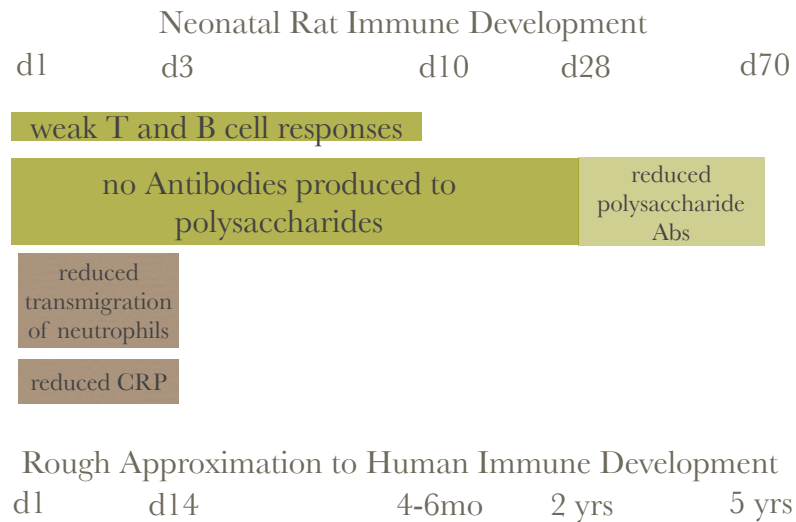 Neonatal Rat Immune Development
d1 d3 d10 d28 d70
weak T and B cell responses
no Antibodies produced to
polysaccharides
reduced
polysaccharide
Abs
reduced
transmigration
of neutrophils
reduced CRP
Rough Approximation to Human Immune Development
d1 d14 4-6mo 2 yrs 5 yrs